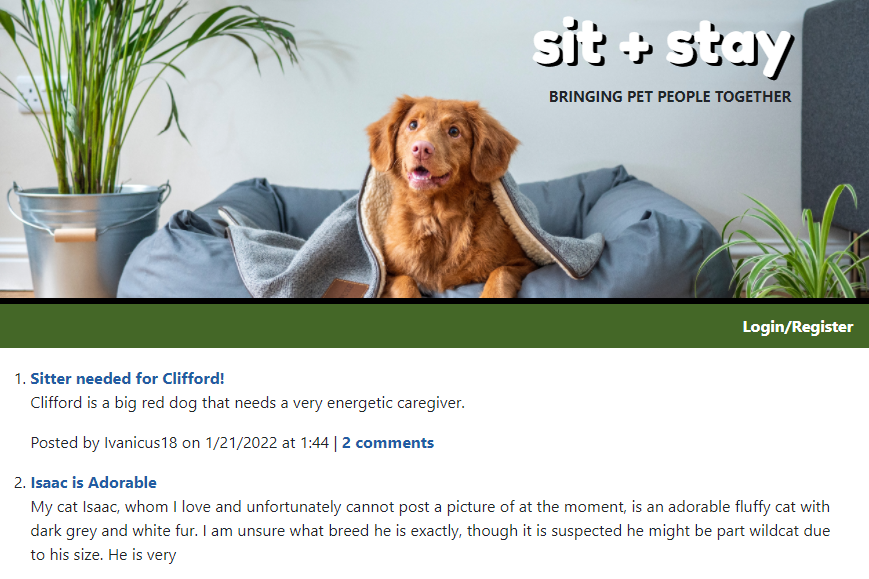 sit + stay
BRINGING PET PEOPLE TOGETHER
Login/Register
1. Sitter needed for Clifford!
Clifford is a big red dog that needs a very energetic caregiver.
Posted by Ivanicus18 on 1/21/2022 at 1:44 | 2 comments
2. Isaac is Adorable
My cat Isaac, whom I love and unfortunately cannot post a picture of at the moment, is an adorable fluffy cat with
dark grey and white fur. I am unsure what breed he is exactly, though it is suspected he might be part wildcat due
to his size. He is very